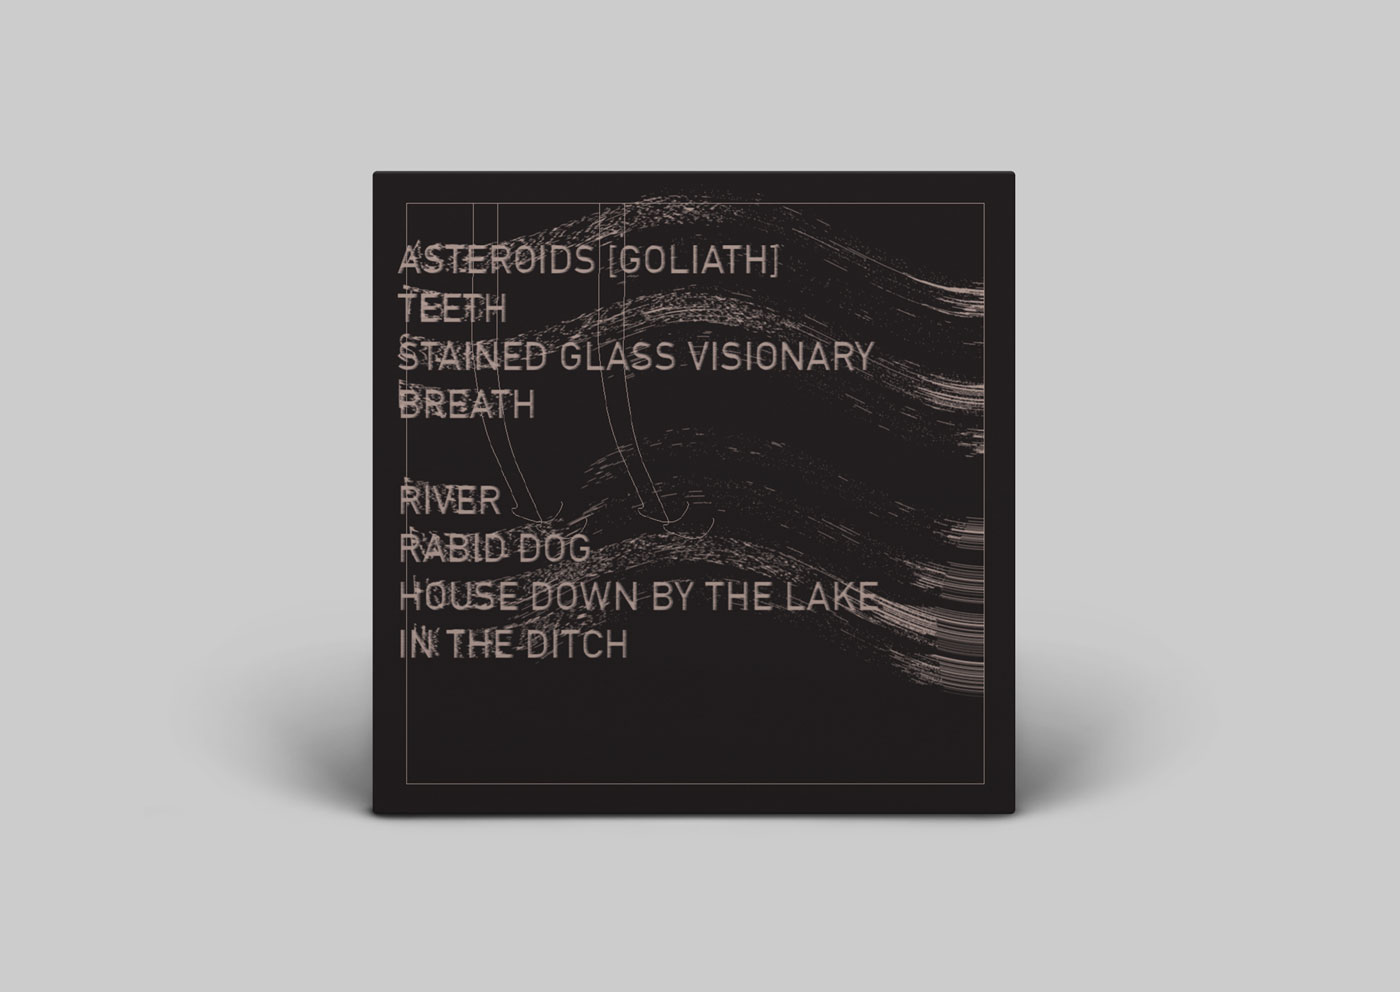 ASTEROIDS [GOLIATH]
TEETH
STAINED GLASS VISIONARY
BREATH
RIVER
RABID DOG
HOUSE DOWN BY THE LAKE
IN THE DITCH